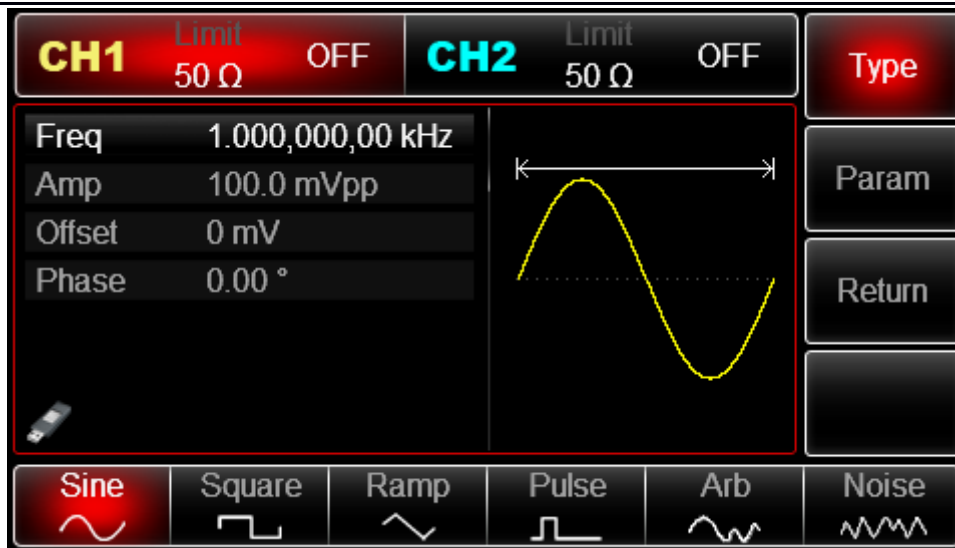 CH1 Limit 50 Ω OFF
CH2 Limit 50 Ω OFF
Type
Freq 1.000,000,00 kHz
Amp 100.0 mVpp
Offset 0 mV
Phase 0.00 °
Param
Return
Sine Square Ramp Pulse Arb Noise